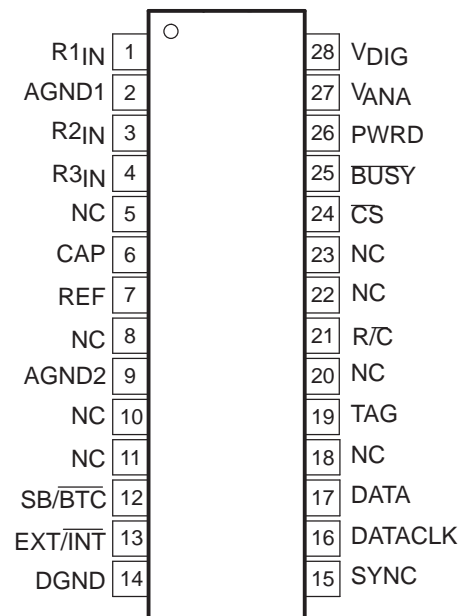 R1IN 1 28 VDIG
AGND1 2 27 VANA
R2IN 3 26 PWRD
R3IN 4 25 BUSY
NC 5 24 CS
CAP 6 23 NC
REF 7 22 NC
NC 8 21 R/C
AGND2 9 20 NC
NC 10 19 TAG
NC 11 18 NC
SB/BTC 12 17 DATA
EXT/INT 13 16 DATACLK
DGND 14 15 SYNC